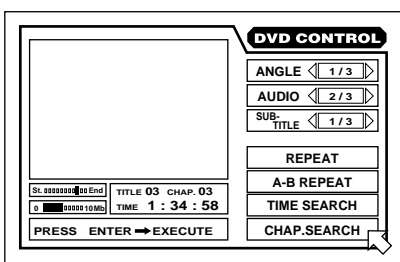 DVD CONTROL
ANGLE 1/3
AUDIO 2/3
SUB-TITLE 1/3
REPEAT
A-B REPEAT
TIME SEARCH
CHAP.SEARCH
St. End
0 10Mb
TITLE 03 CHAP. 03
TIME 1 : 34 : 58
PRESS ENTER ➡ EXECUTE